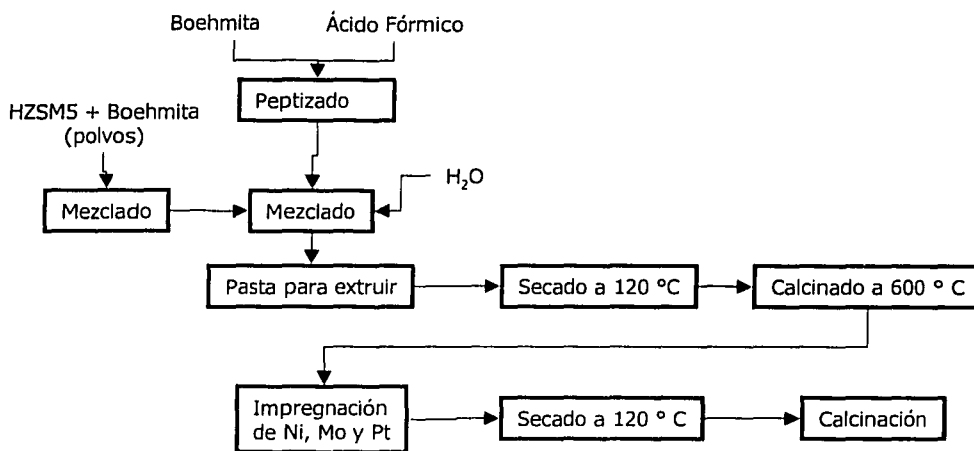 Boehmita
Ácido Fórmico
Peptizado
HZSM5 + Boehmita
(polvos)
H₂O
Mezclado
Mezclado
Pasta para extruir
Secado a 120 °C
Calcinado a 600 ° C
Impregnación
de Ni, Mo y Pt
Secado a 120 ° C
Calcinación